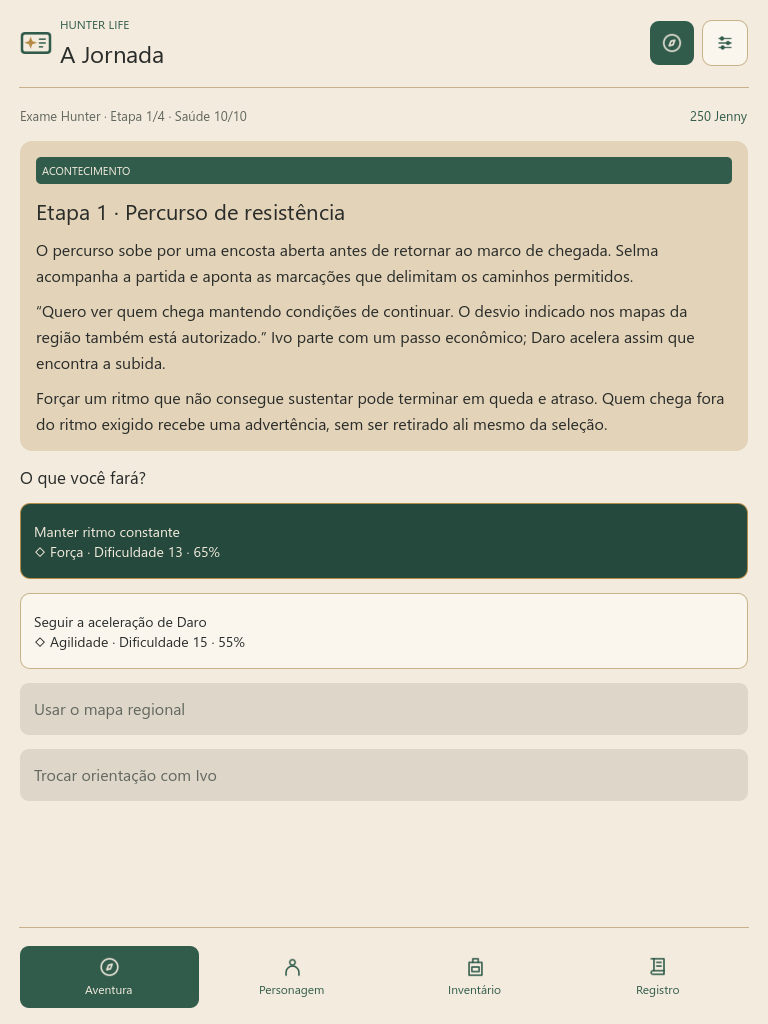 HUNTER LIFE
A Jornada
Exame Hunter · Etapa 1/4 · Saúde 10/10
250 Jenny
ACONTECIMENTO
Etapa 1 · Percurso de resistência
O percurso sobe por uma encosta aberta antes de retornar ao marco de chegada. Selma
acompanha a partida e aponta as marcações que delimitam os caminhos permitidos.
“Quero ver quem chega mantendo condições de continuar. O desvio indicado nos mapas da
região também está autorizado.” Ivo parte com um passo econômico; Daro acelera assim que
encontra a subida.
Forçar um ritmo que não consegue sustentar pode terminar em queda e atraso. Quem chega fora
do ritmo exigido recebe uma advertência, sem ser retirado ali mesmo da seleção.
O que você fará?
Manter ritmo constante
◇ Força · Dificuldade 13 · 65%
Seguir a aceleração de Daro
◇ Agilidade · Dificuldade 15 · 55%
Usar o mapa regional
Trocar orientação com Ivo
Aventura
Personagem
Inventário
Registro